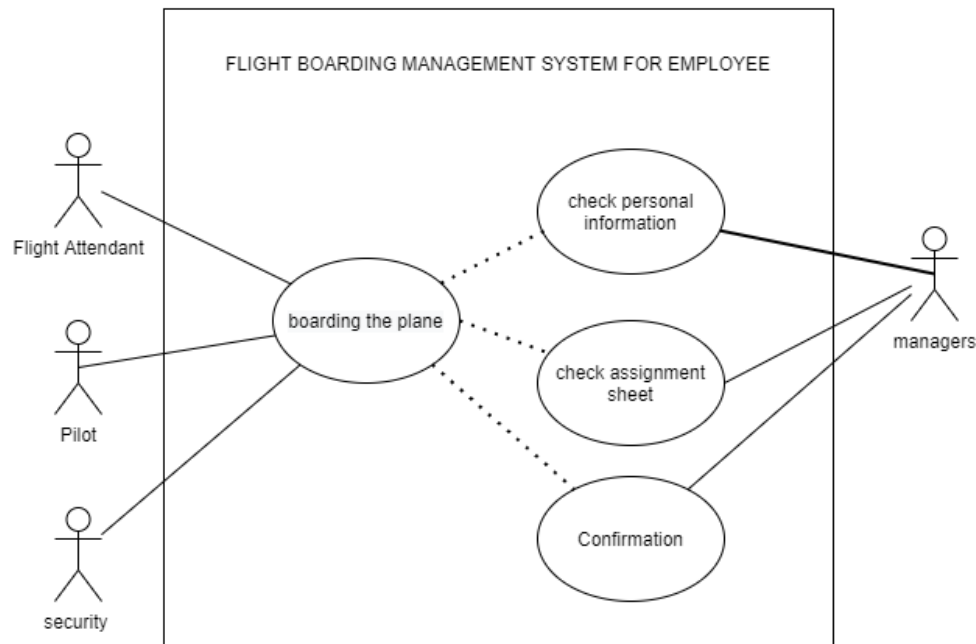 FLIGHT BOARDING MANAGEMENT SYSTEM FOR EMPLOYEE
Flight Attendant
check personal
information
boarding the plane
managers
check assignment
sheet
Pilot
Confirmation
security